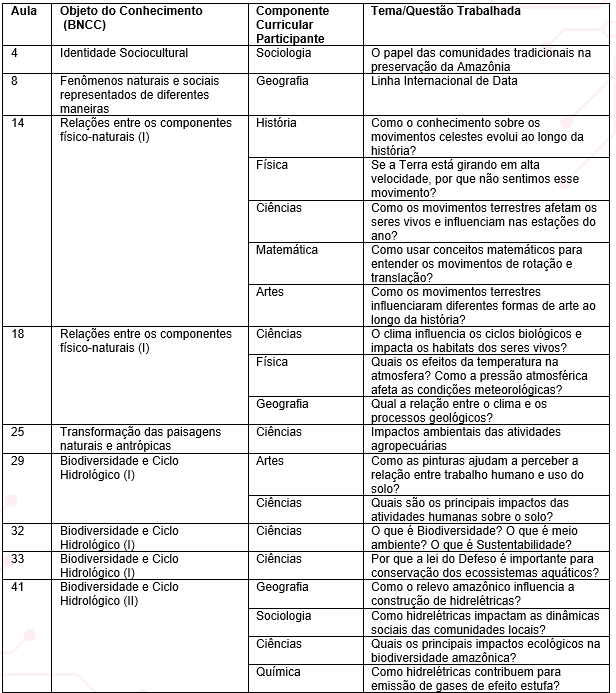 Aula Objeto do Conhecimento Componente Tema/Questão Trabalhada
(BNCC) Curricular
Participante
4 Identidade Sociocultural Sociologia O papel das comunidades tradicionais na
preservação da Amazônia
8 Fenômenos naturais e sociais Geografia Linha Internacional de Data
representados de diferentes
maneiras
14 Relações entre os componentes História Como o conhecimento sobre os
físico-naturais (I) movimentos celestes evolui ao longo da
história?
Física Se a Terra está girando em alta
velocidade, por que não sentimos esse
movimento?
Ciências Como os movimentos terrestres afetam os
seres vivos e influenciam nas estações do
ano?
Matemática Como usar conceitos matemáticos para
entender os movimentos de rotação e
translação?
Artes Como os movimentos terrestres
influenciaram diferentes formas de arte ao
longo da história?
18 Relações entre os componentes Ciências O clima influencia os ciclos biológicos e
físico-naturais (I) impacta os habitats dos seres vivos?
Física Quais os efeitos da temperatura na
atmosfera? Como a pressão atmosférica
afeta as condições meteorológicas?
Geografia Qual a relação entre o clima e os
processos geológicos?
25 Transformação das paisagens Ciências Impactos ambientais das atividades
naturais e antrópicas agropecuárias
29 Biodiversidade e Ciclo Artes Como as pinturas ajudam a perceber a
Hidrológico (I) relação entre trabalho humano e uso do
solo?
Ciências Quais são os principais impactos das
atividades humanas sobre o solo?
32 Biodiversidade e Ciclo Ciências O que é Biodiversidade? O que é meio
Hidrológico (I) ambiente? O que é Sustentabilidade?
33 Biodiversidade e Ciclo Ciências Por que a lei do Defeso é importante para
Hidrológico (I) conservação dos ecossistemas aquáticos?
41 Biodiversidade e Ciclo Geografia Como o relevo amazônico influencia a
Hidrológico (II) construção de hidrelétricas?
Sociologia Como hidrelétricas impactam as dinâmicas
sociais das comunidades locais?
Ciências Quais os principais impactos ecológicos na
biodiversidade amazônica?
Química Como hidrelétricas contribuem para
emissão de gases de efeito estufa?